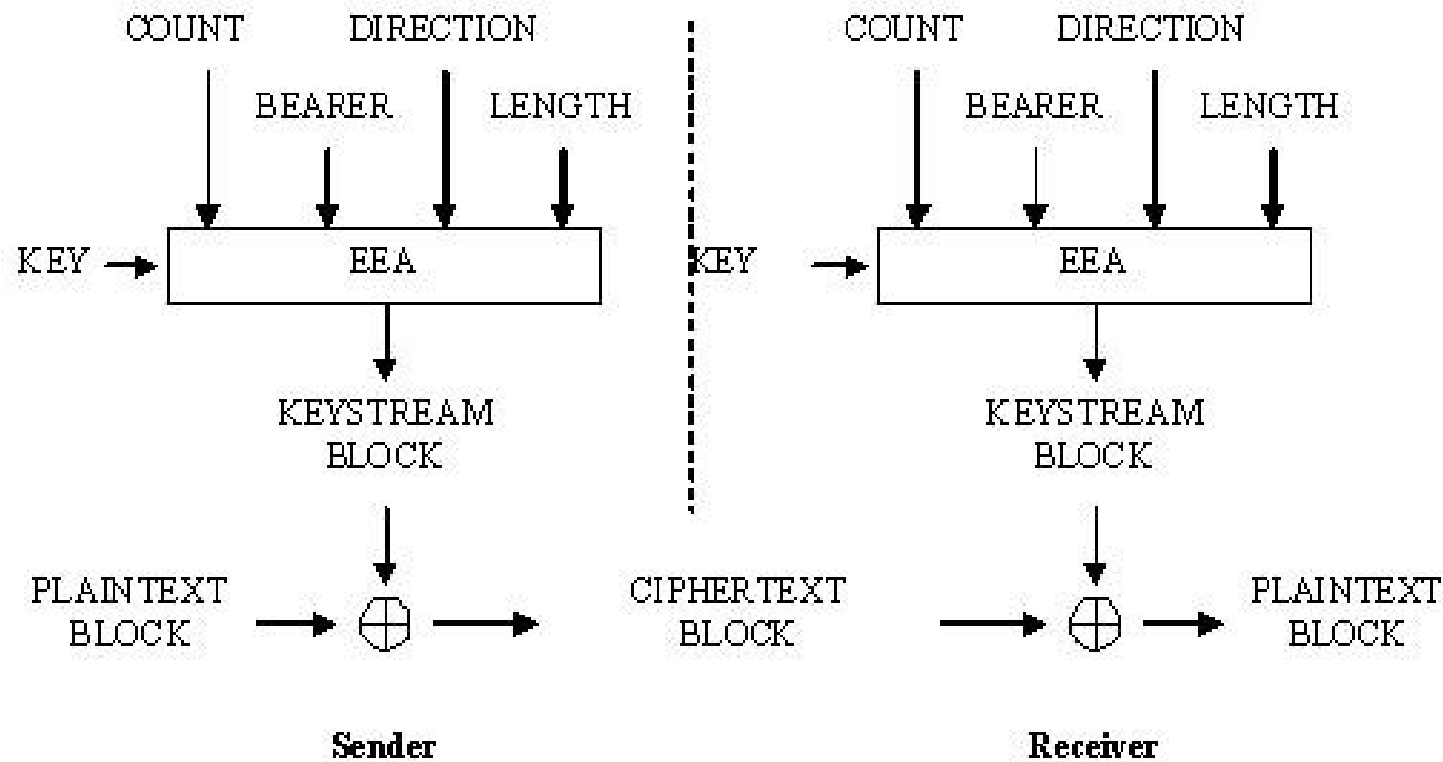 COUNT DIRECTION COUNT DIRECTION
BEARER LENGTH BEARER LENGTH
KEY EEA KEY EEA
KEYSTREAM KEYSTREAM
BLOCK BLOCK
PLAINTEXT CIPHERTEXT PLAINTEXT
BLOCK BLOCK BLOCK
Sender Receiver